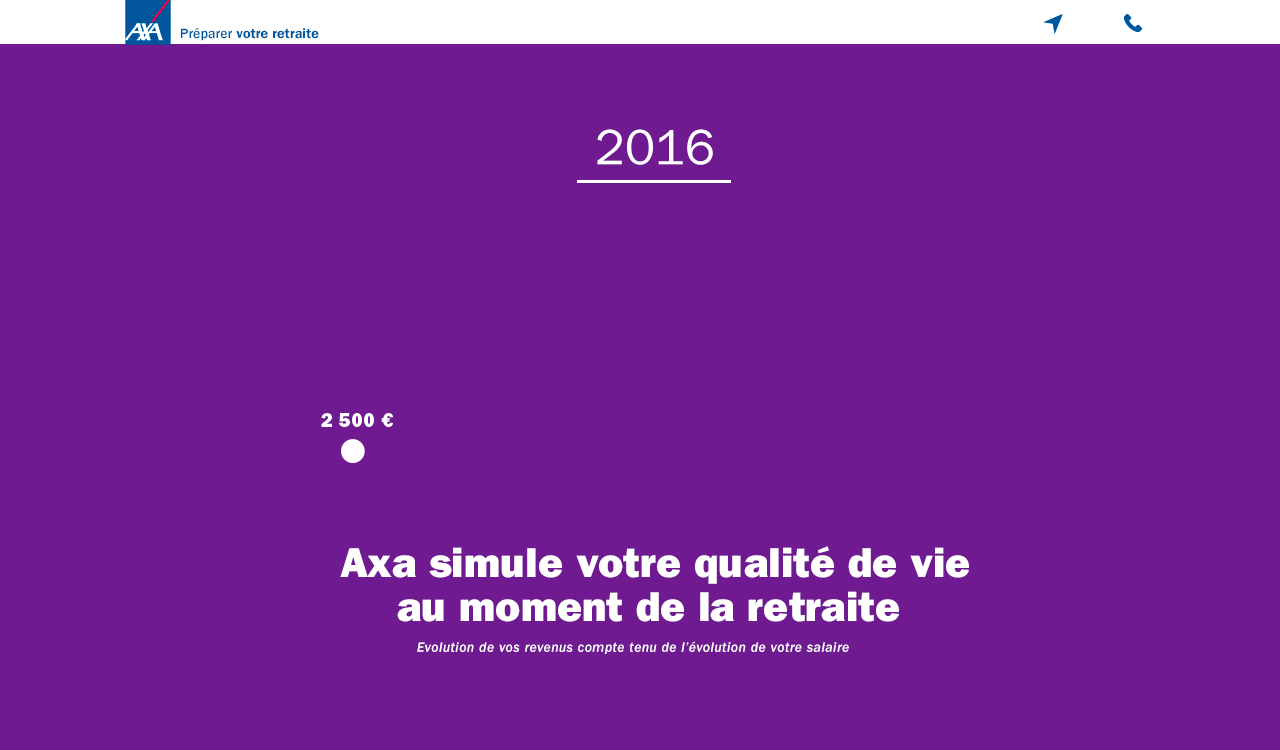 AXA
Préparer votre retraite
2016
2 500 €
Axa simule votre qualité de vie
au moment de la retraite
Evolution de vos revenus compte tenu de l'évolution de votre salaire